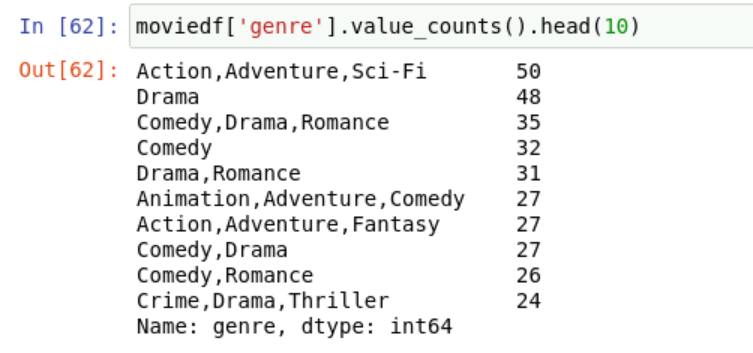 In [62]: moviedf['genre'].value_counts().head(10)
Out[62]: Action,Adventure,Sci-Fi 50
Drama 48
Comedy,Drama,Romance 35
Comedy 32
Drama,Romance 31
Animation,Adventure,Comedy 27
Action,Adventure,Fantasy 27
Comedy,Drama 27
Comedy,Romance 26
Crime,Drama,Thriller 24
Name: genre, dtype: int64